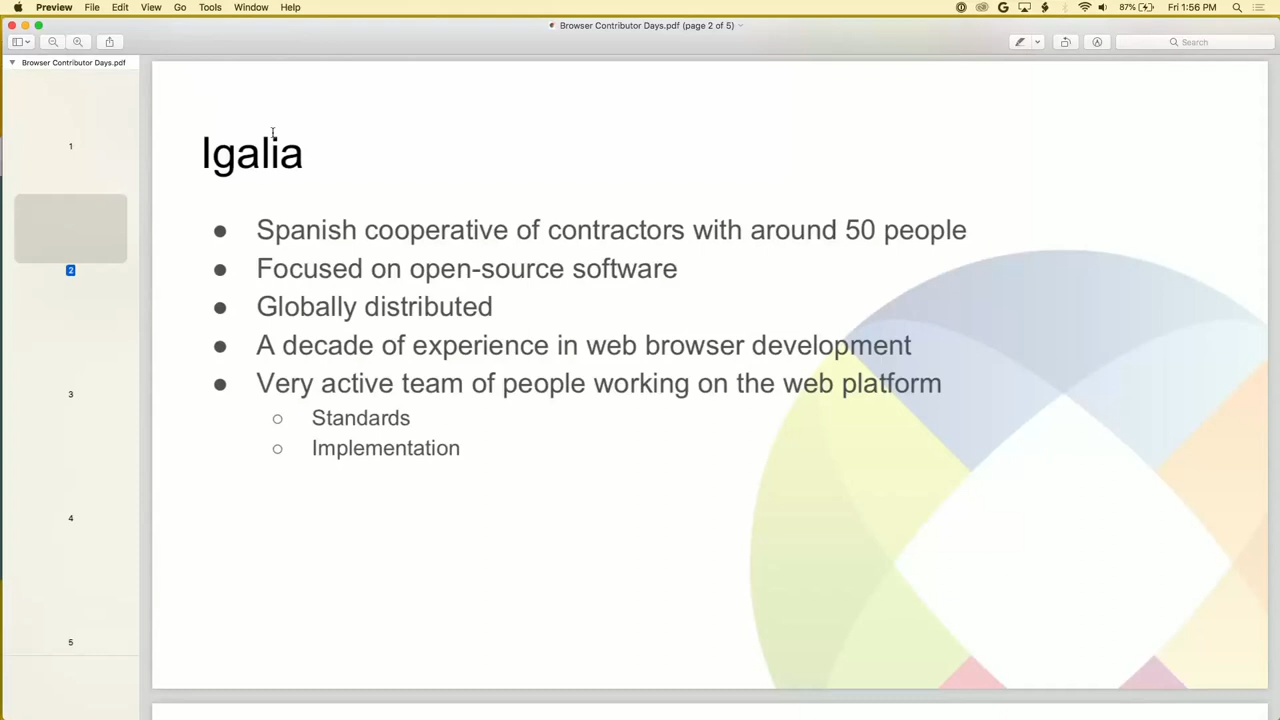 Preview File Edit View Go Tools Window Help
87% Fri 1:56 PM
Browser Contributor Days.pdf (page 2 of 5)
Search
Browser Contributor Days.pdf
1
2
3
4
5
Igalia
● Spanish cooperative of contractors with around 50 people
● Focused on open-source software
● Globally distributed
● A decade of experience in web browser development
● Very active team of people working on the web platform
○ Standards
○ Implementation